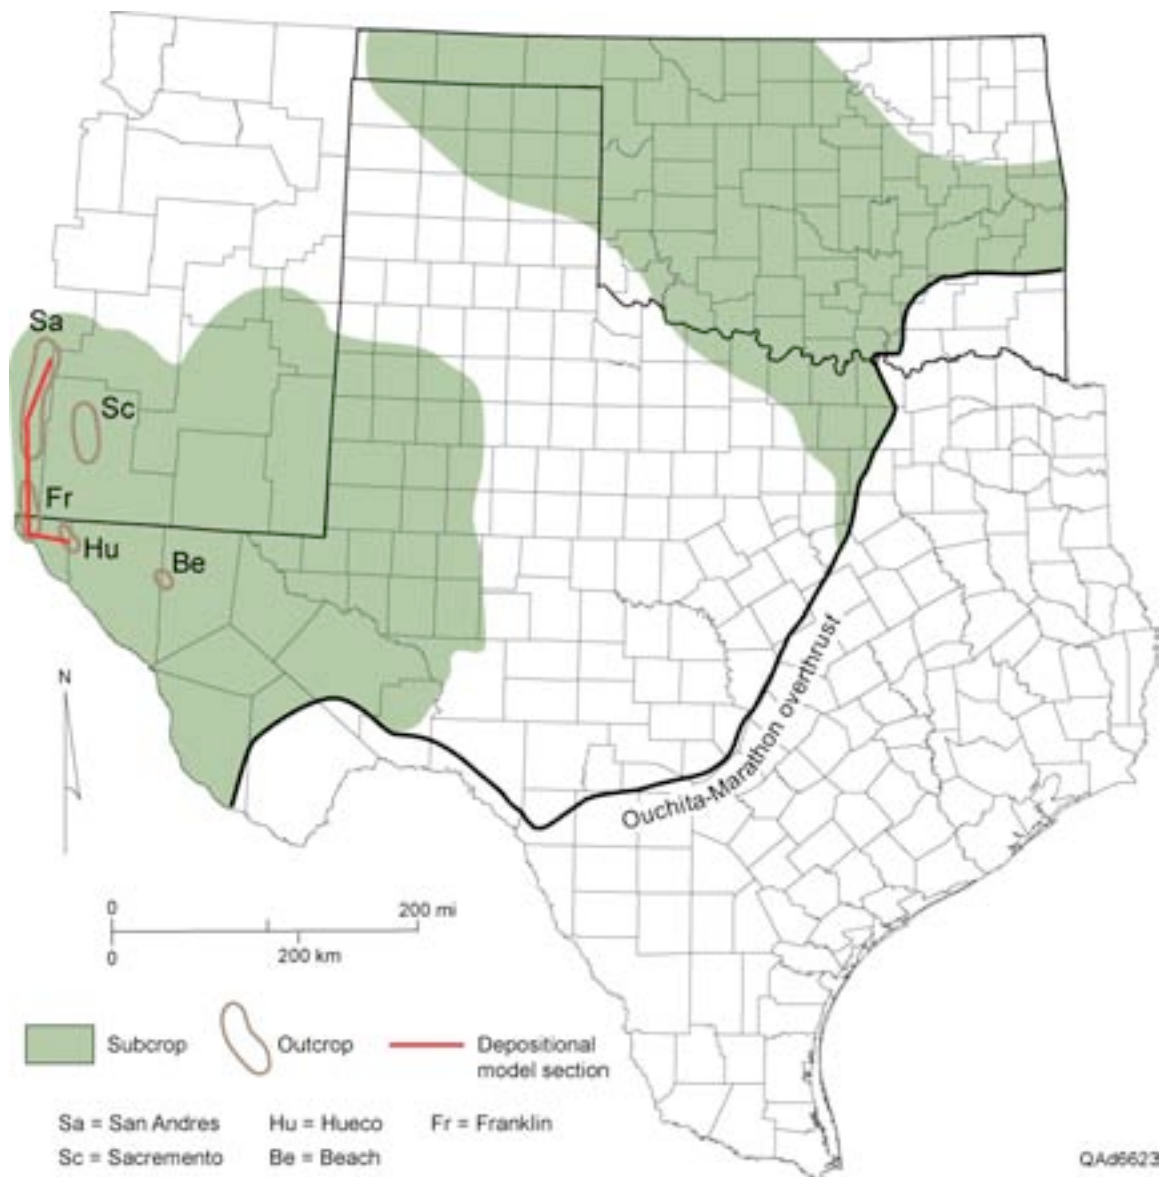 Sa
Sc
Fr
Hu
Be
N
Ouchita-Marathon overthrust
0
200 mi
0
200 km
Subcrop
Outcrop
Depositional
model section
Sa = San Andres
Hu = Hueco
Fr = Franklin
Sc = Sacremento
Be = Beach
QAd6623